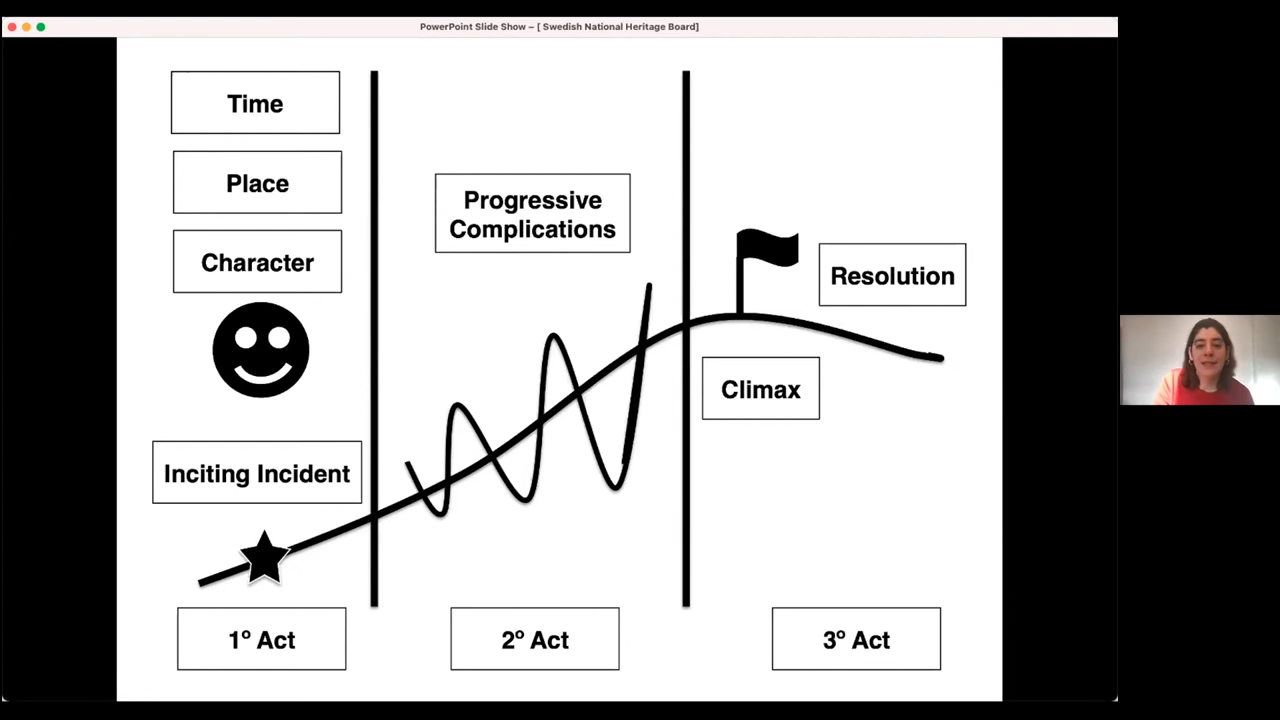 PowerPoint Slide Show – [ Swedish National Heritage Board]
Time
Place
Character
Inciting Incident
1º Act
Progressive
Complications
2º Act
Resolution
Climax
3º Act